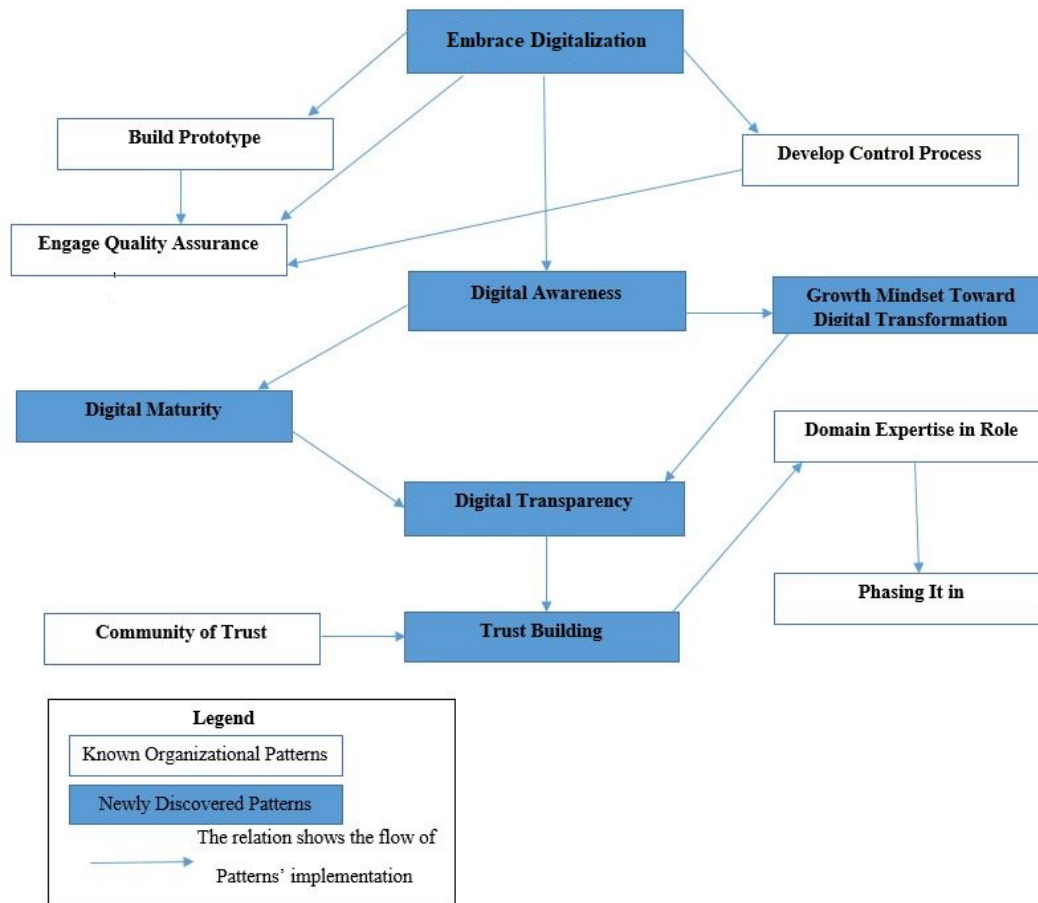 Embrace Digitalization
Build Prototype
Develop Control Process
Engage Quality Assurance
Digital Awareness
Growth Mindset Toward
Digital Transformation
Digital Maturity
Domain Expertise in Role
Digital Transparency
Phasing It in
Community of Trust
Trust Building
Legend
Known Organizational Patterns
Newly Discovered Patterns
The relation shows the flow of
Patterns’ implementation